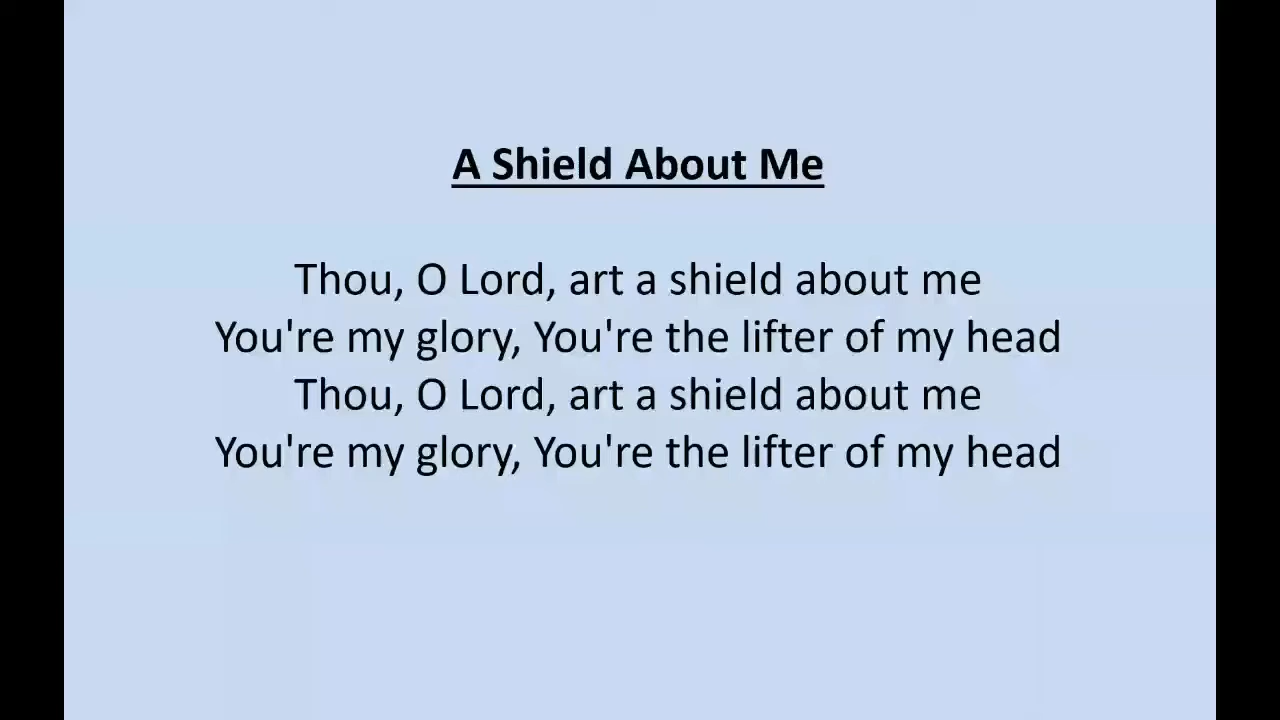 A Shield About Me
Thou, O Lord, art a shield about me
You're my glory, You're the lifter of my head
Thou, O Lord, art a shield about me
You're my glory, You're the lifter of my head